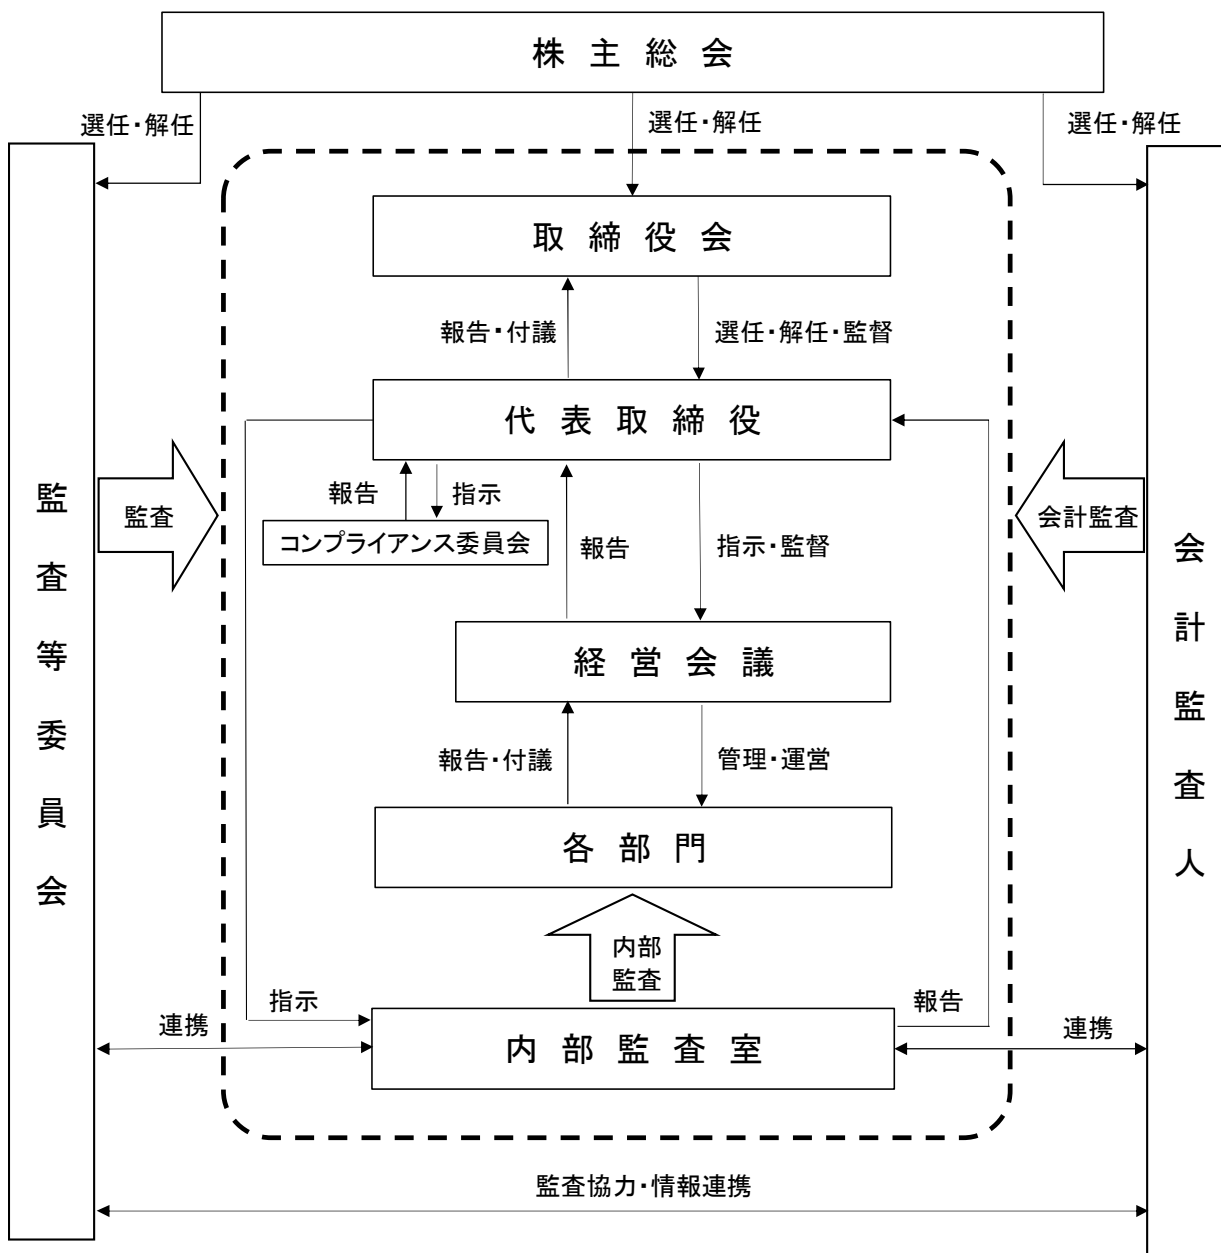 株主総会
選任・解任
選任・解任
選任・解任
取締役会
報告・付議
選任・解任・監督
代表取締役
監査等委員会
監査
報告
指示
コンプライアンス委員会
報告
指示・監督
会計監査
会計監査人
経営会議
報告・付議
管理・運営
各部門
内部
監査
指示
報告
連携
内部監査室
連携
監査協力・情報連携